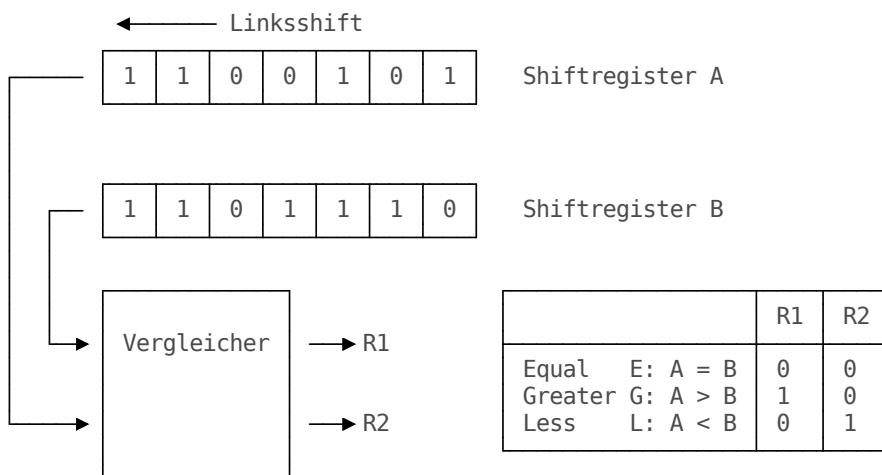 Linksshift
1 1 0 0 1 0 1 Shiftregister A
1 1 0 1 1 1 0 Shiftregister B
R1 R2
Vergleicher R1
Equal E: A = B 0 0
Greater G: A > B 1 0
R2 Less L: A < B 0 1